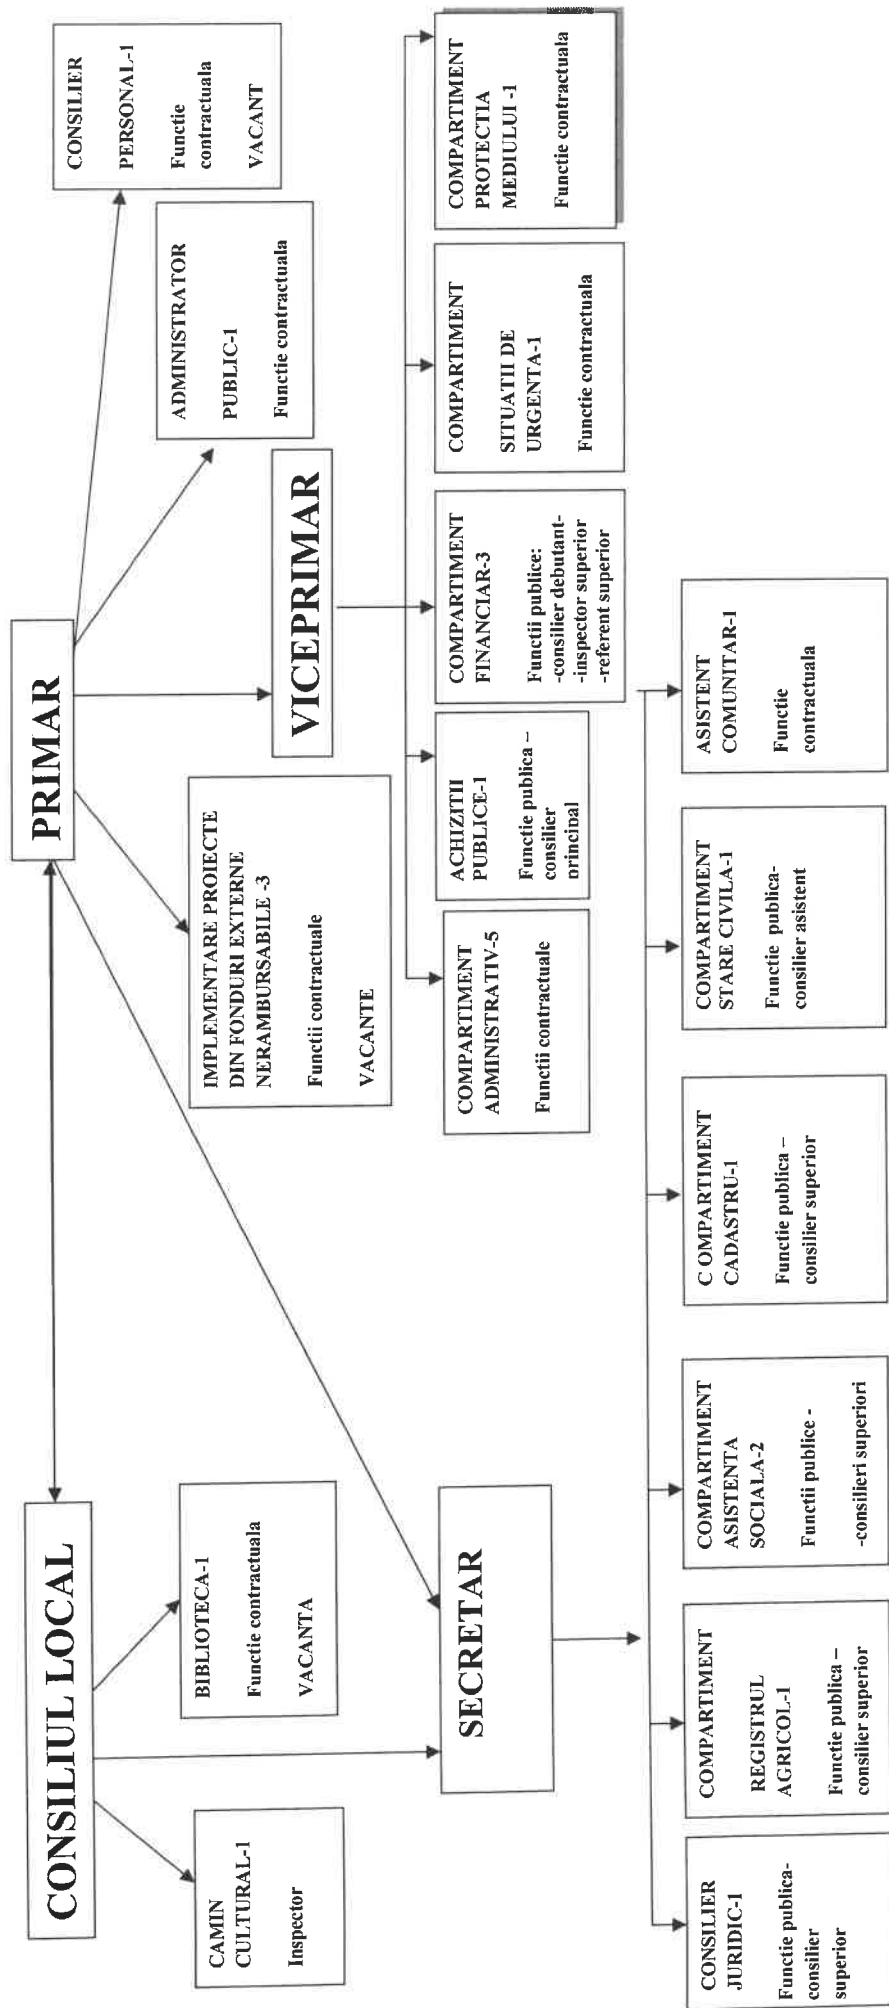 CONSILIUL LOCAL
PRIMAR
CONSILIER
PERSONAL-1
Functie
contractuala
VACANT
CAMIN
CULTURAL-1
Inspector
BIBLIOTECA-1
Functie contractuala
VACANTA
IMPLEMENTARE PROIECTE
DIN FONDURI EXTERNE
NERAMBURSABILE -3
Functii contractuale
VACANTE
ADMINISTRATOR
PUBLIC-1
Functie contractuala
VICEPRIMAR
SECRETAR
COMPARTIMENT
ADMINISTRATIV-5
Functii contractuale
ACHIZITII
PUBLICE-1
Functie publica –
consilier
principal
COMPARTIMENT
FINANCIAR-3
Functii publice:
-consilier debutant-
-inspector superior
-referent superior
COMPARTIMENT
SITUATII DE
URGENTA-1
Functie contractuala
COMPARTIMENT
PROTECTIA
MEDIULUI -1
Functie contractuala
CONSILIER
JURIDIC-1
Functie publica-
consilier
superior
COMPARTIMENT
REGISTRUL
AGRICOL-1
Functie publica –
consilier superior
COMPARTIMENT
ASISTENTA
SOCIALA-2
Functii publice -
-consilieri superiori
C OMPARTIMENT
CADASTRU-1
Functie publica –
consilier superior
COMPARTIMENT
STARE CIVILA-1
Functie publica-
consilier asistent
ASISTENT
COMUNITAR-1
Functie
contractuala